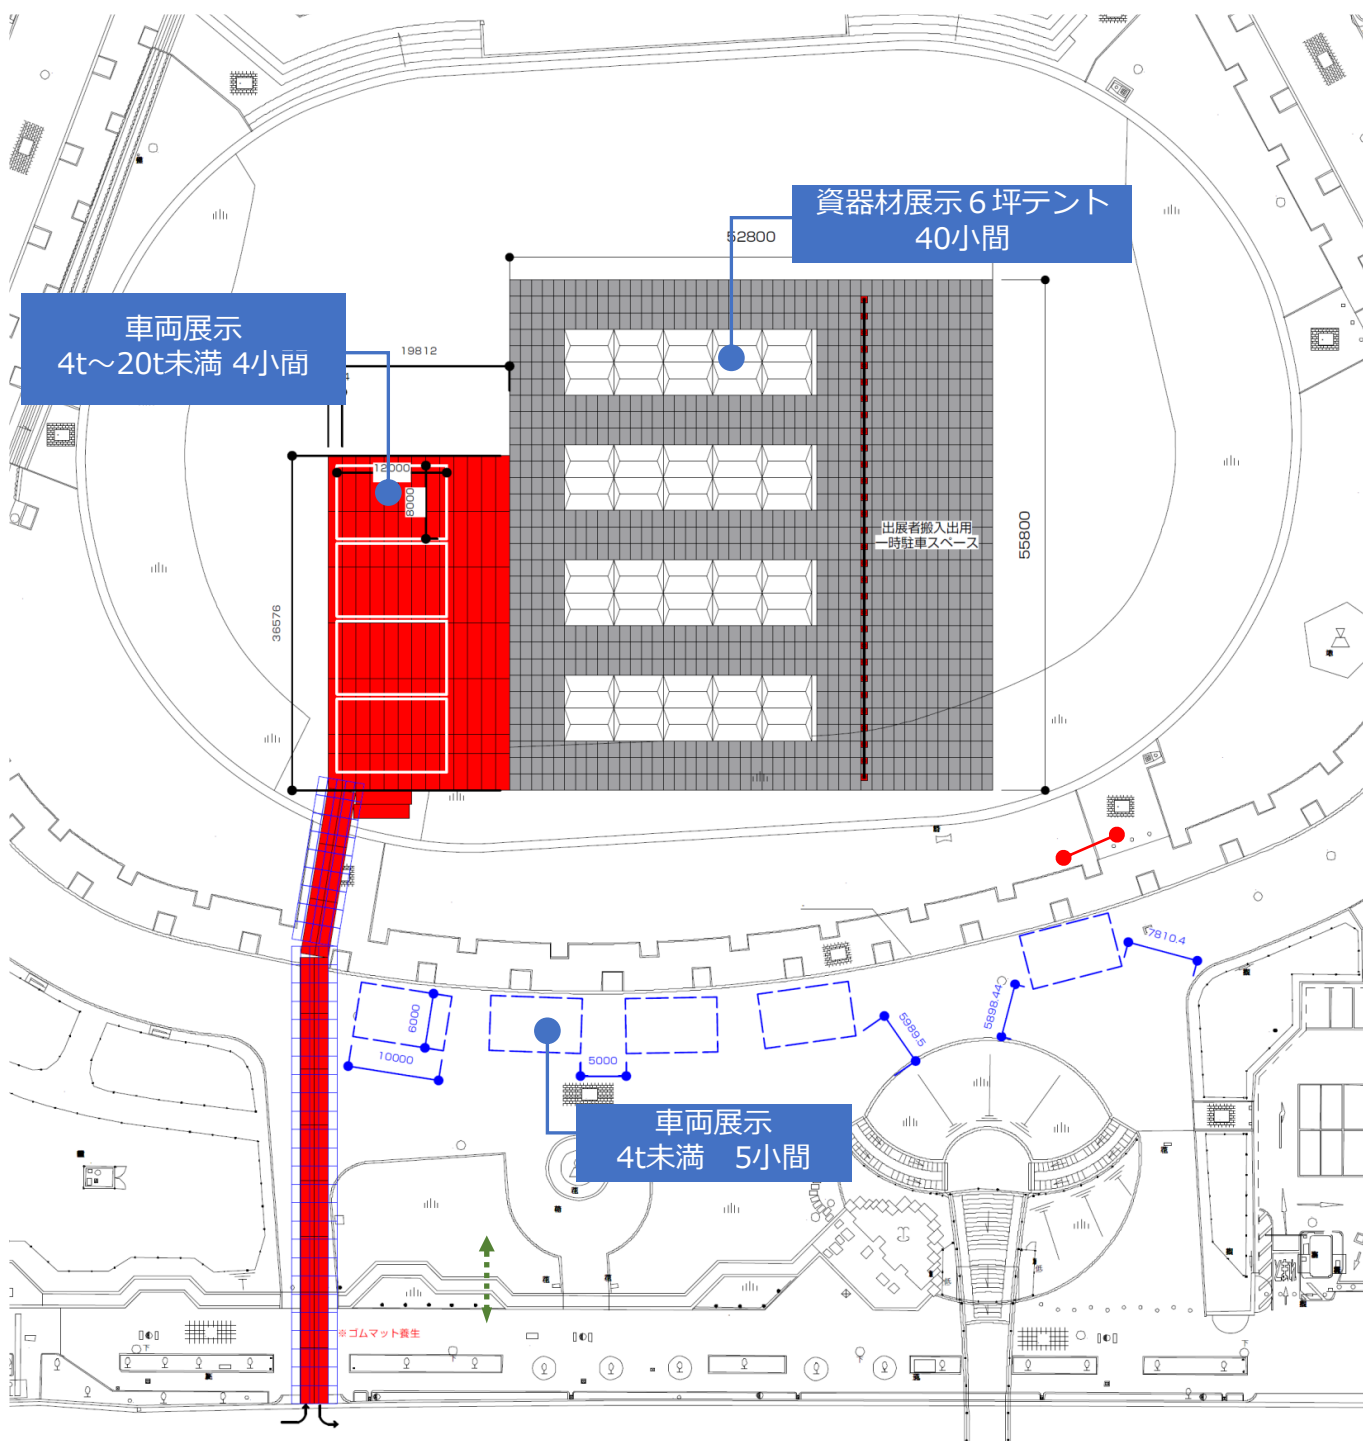 資器材展示６坪テント
40小間
52800
車両展示
4t～20t未満 4小間
19812
12000
8000
出展者搬入出用
一時駐車スペース
55800
36576
7810.4
5898.44
5989.5
6000
10000
5000
車両展示
4t未満　5小間
※ゴムマット養生
下
下
下